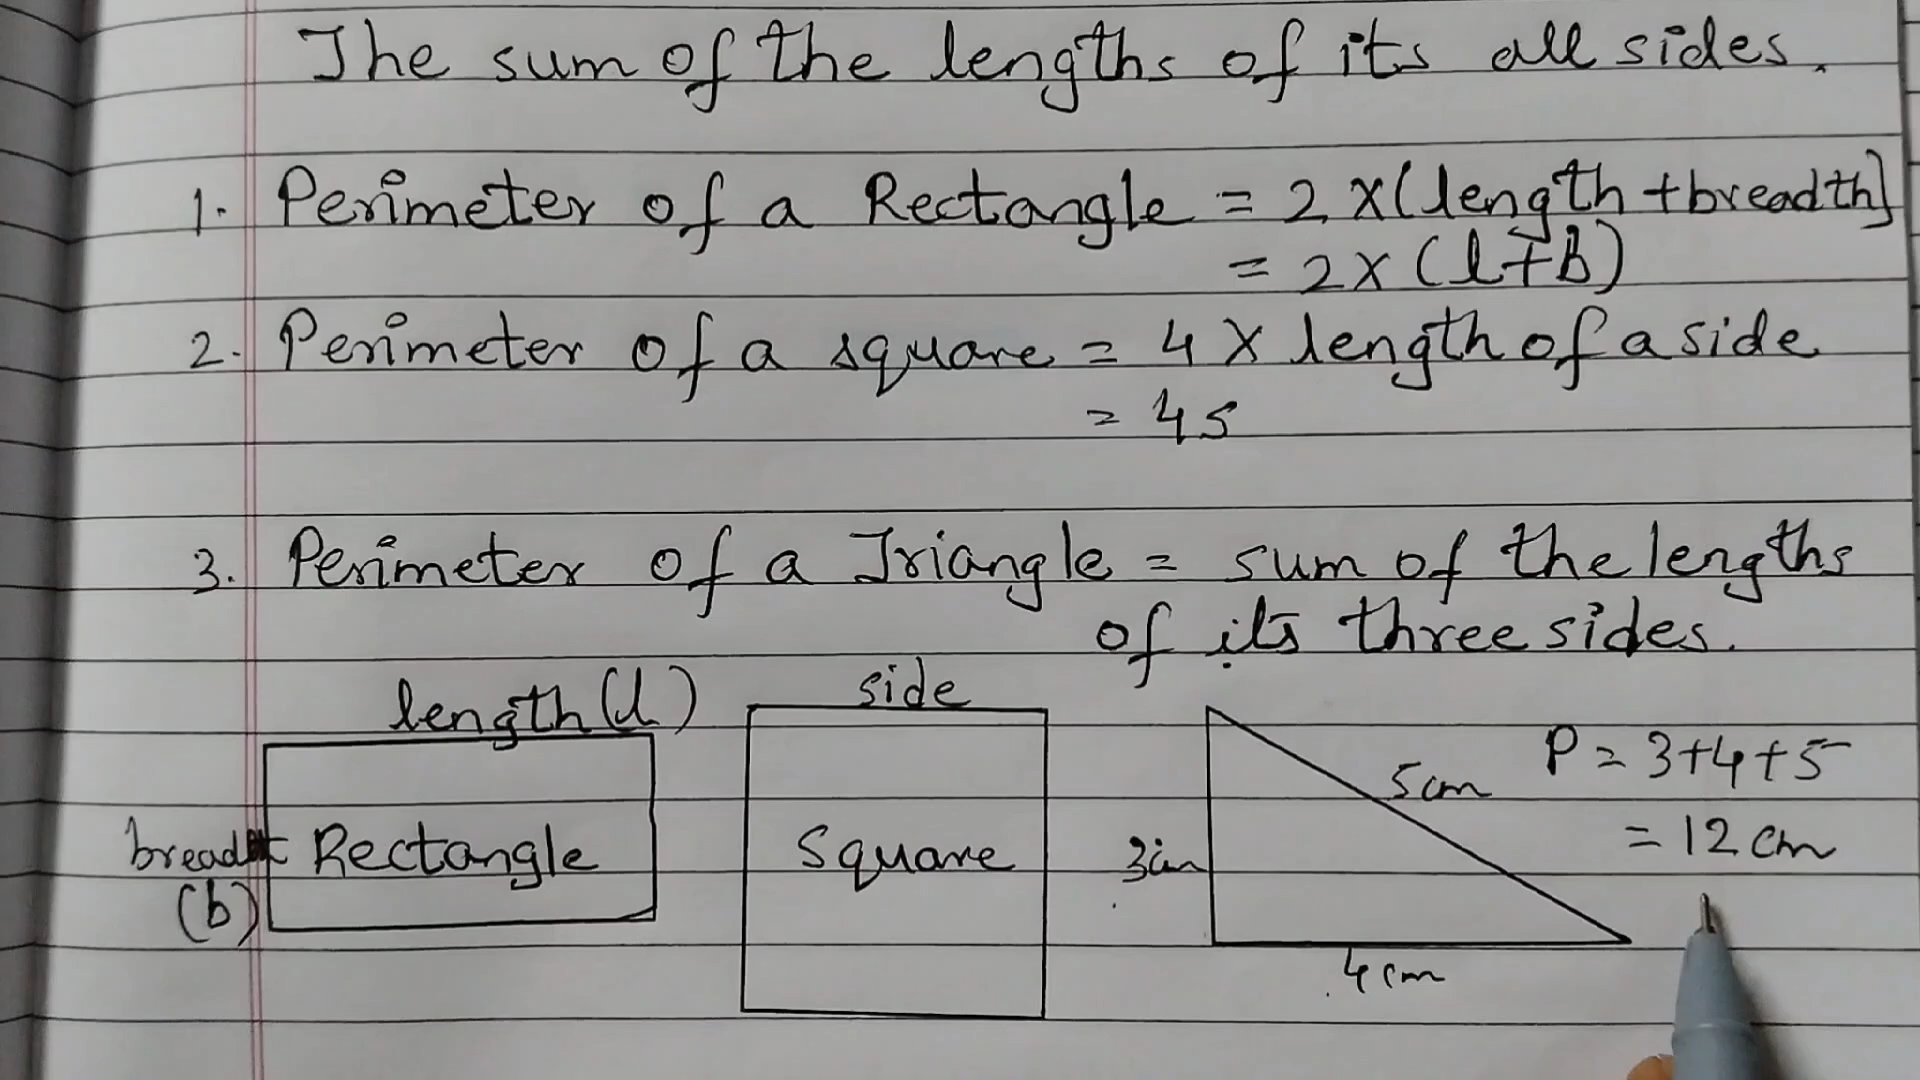 The sum of the lengths of its all sides.
1. Perimeter of a Rectangle = 2 x (length + breadth)
= 2 x (l+b)
2. Perimeter of a square = 4 x length of a side
= 4s
3. Perimeter of a Triangle = sum of the lengths
of its three sides.
length (l)
side
breadt
(b)
Rectangle
Square
3cm
5cm
4cm
P = 3+4+5
= 12 cm